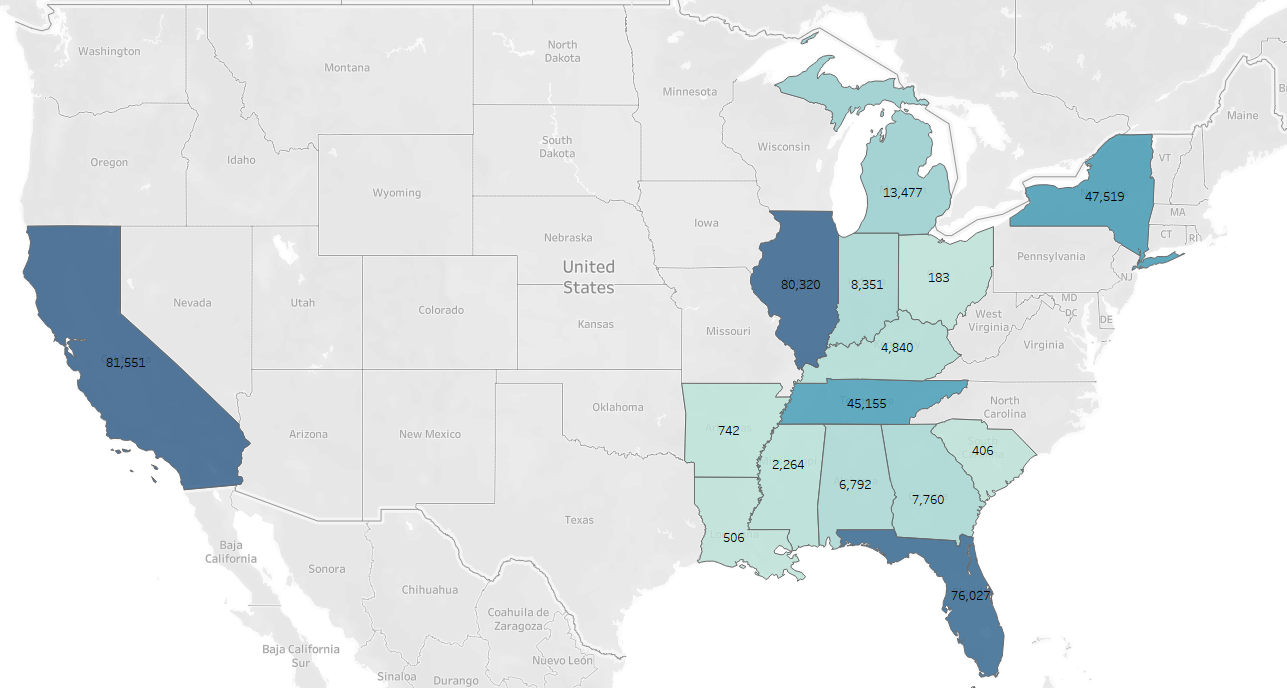 Washington
Montana
North
Dakota
Minnesota
Maine
Oregon
Idaho
South
Dakota
Wisconsin
VT
Wyoming
13,477
47,519
MA
Iowa
CT
RI
Nebraska
Pennsylvania
United
States
NJ
Nevada
Utah
Colorado
80,320
8,351
183
MD
DC
DE
West
Virginia
Kansas
Missouri
Virginia
4,840
81,551
45,155
Oklahoma
North
Carolina
Arizona
New Mexico
742
406
2,264
6,792
7,760
Texas
506
Baja
California
Sonora
Chihuahua
76,027
Coahuila de
Zaragoza
Baja California
Sur
Nuevo León
Sinaloa
Durango